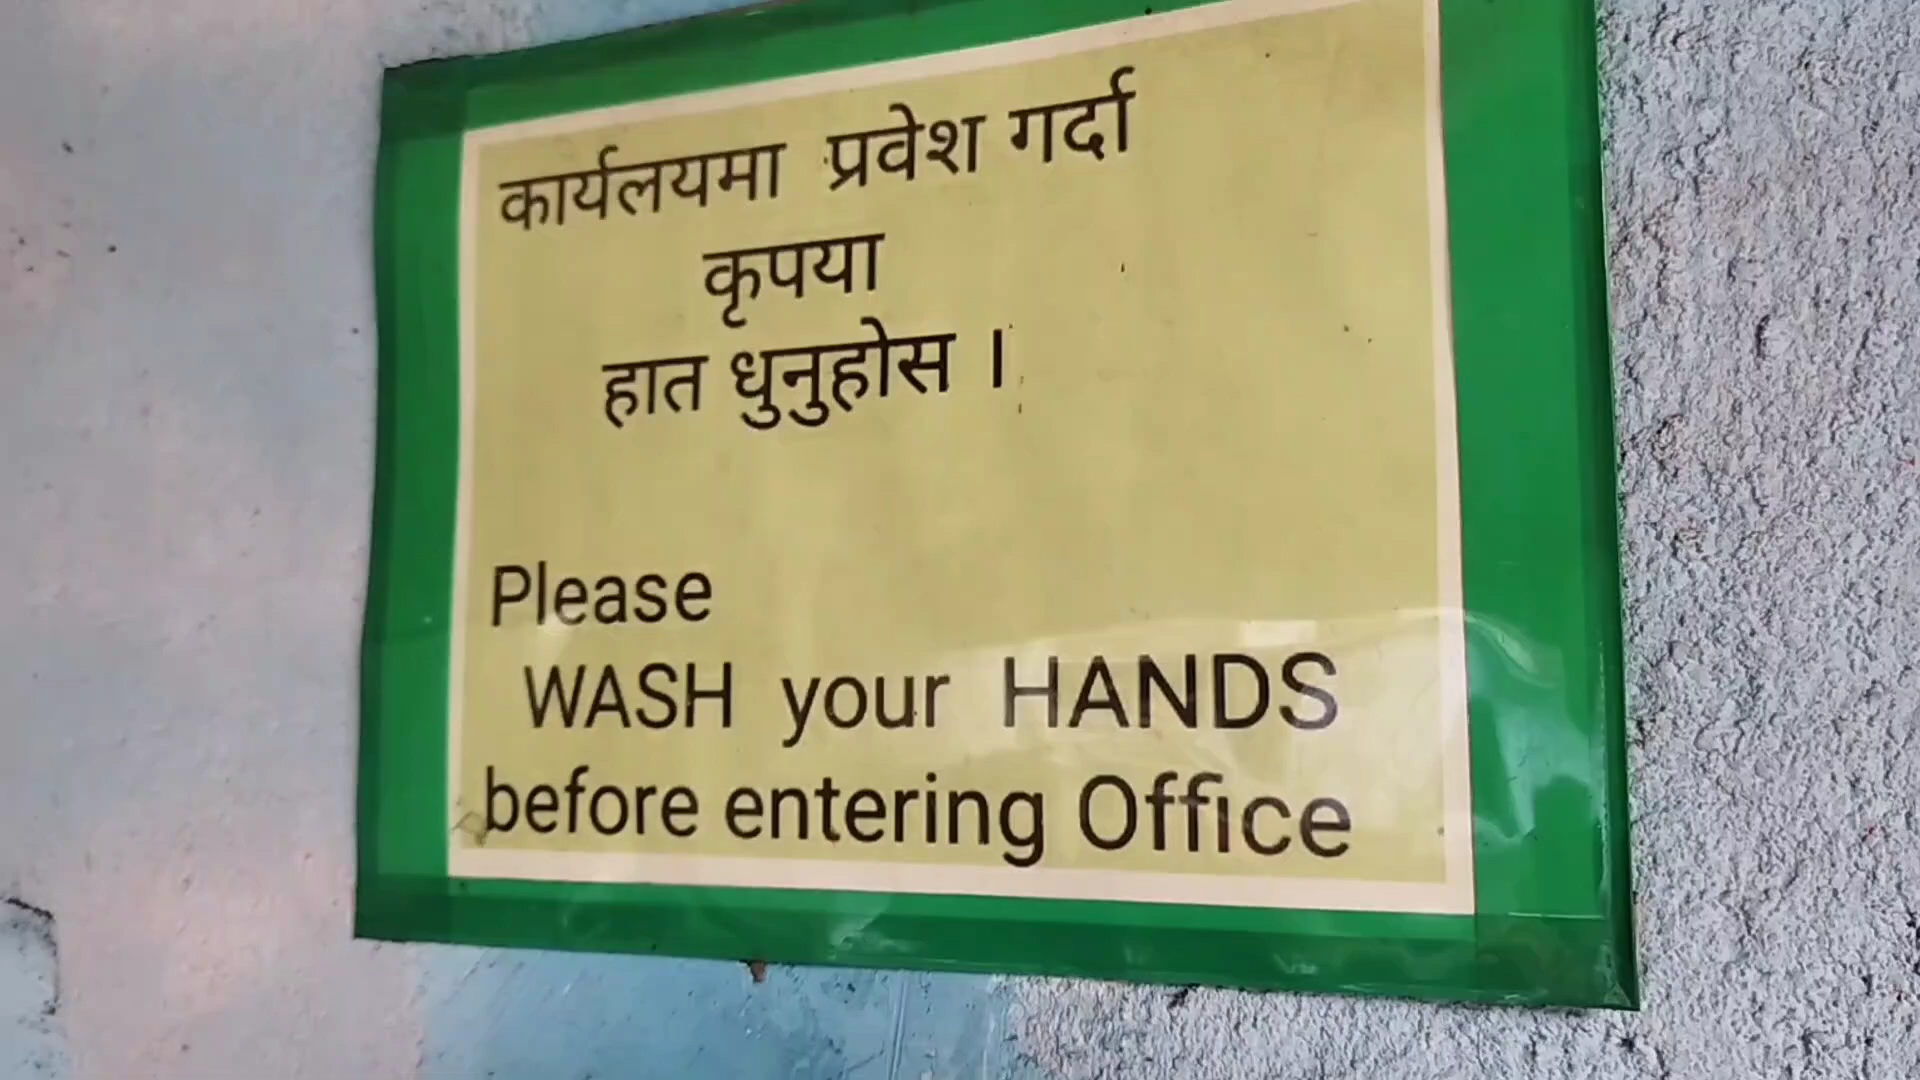 कार्यलयमा प्रवेश गर्दा
कृपया
हात धुनुहोस ।
Please
WASH your HANDS
before entering Office